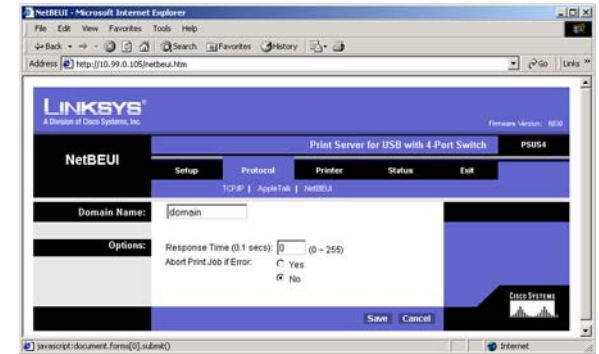 NetBEUI - Microsoft Internet Explorer
File Edit View Favorites Tools Help
Back Search Favorites History
Address http://10.99.0.105/netbeui.htm Go Links »
LINKSYS®
A Division of Cisco Systems, Inc.
Firmware Version: 6030
Print Server for USB with 4-Port Switch PSUS4
NetBEUI
Setup Protocol Printer Status Exit
TCP/IP | AppleTalk | NetBEUI
Domain Name: domain
Options: Response Time (0.1 secs): 0 (0 ~ 255)
Abort Print Job if Error: Yes
No
CISCO SYSTEMS
Save Cancel
javascript:document.forms[0].submit() Internet